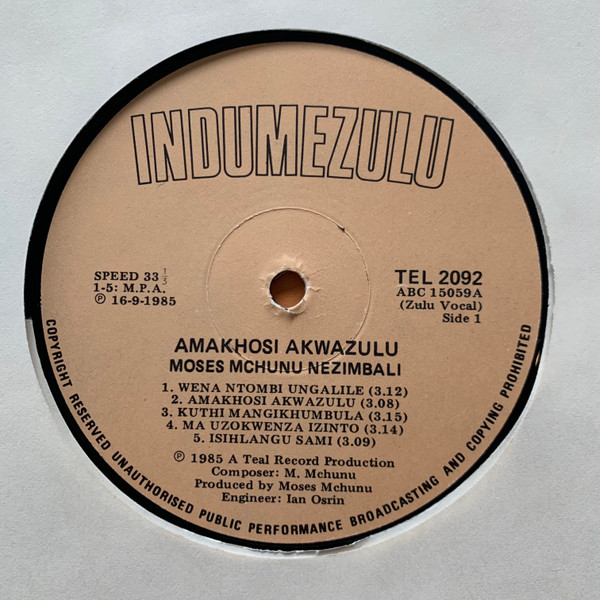 INDUMEZULU
SPEED 33 1/3
1-5: M.P.A.
℗ 16-9-1985
TEL 2092
ABC 15059A
(Zulu Vocal)
Side 1
AMAKHOSI AKWAZULU
MOSES MCHUNU NEZIMBALI
1. WENA NTOMBI UNGALILE (3.12)
2. AMAKHOSI AKWAZULU (3.08)
3. KUTHI MANGIKHUMBULA (3.15)
4. MA UZOKWENZA IZINTO (3.14)
5. ISIHLANGU SAMI (3.09)
℗ 1985 A Teal Record Production
Composer: M. Mchunu
Produced by Moses Mchunu
Engineer: Ian Osrin
COPYRIGHT RESERVED UNAUTHORISED PUBLIC PERFORMANCE BROADCASTING AND COPYING PROHIBITED